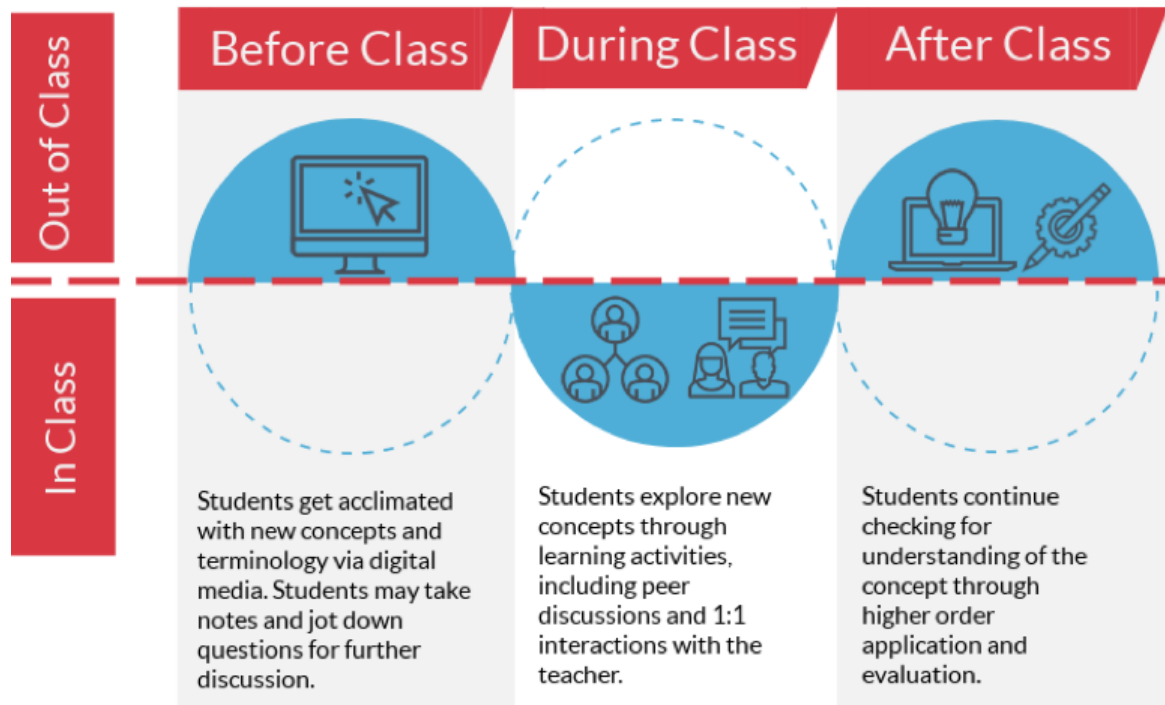 Before Class
During Class
After Class
Out of Class
In Class
Students get acclimated
with new concepts and
terminology via digital
media. Students may take
notes and jot down
questions for further
discussion.
Students explore new
concepts through
learning activities,
including peer
discussions and 1:1
interactions with the
teacher.
Students continue
checking for
understanding of the
concept through
higher order
application and
evaluation.